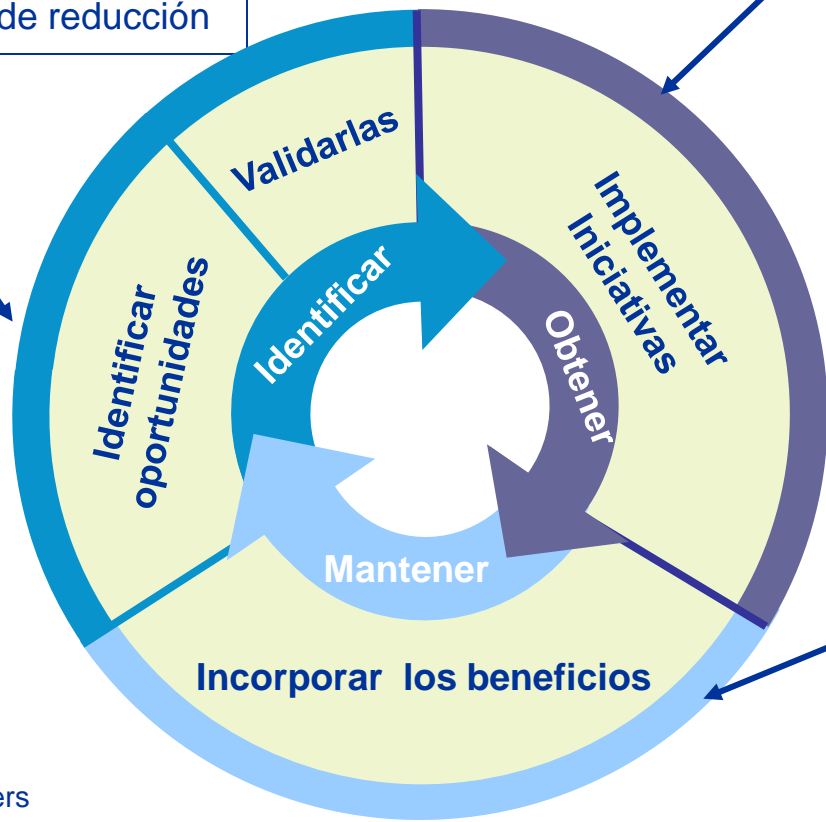 de reducción
Validarlas
Implementar
Iniciativas
Identificar
Identificar
oportunidades
Obtener
Mantener
Incorporar los beneficios
ers